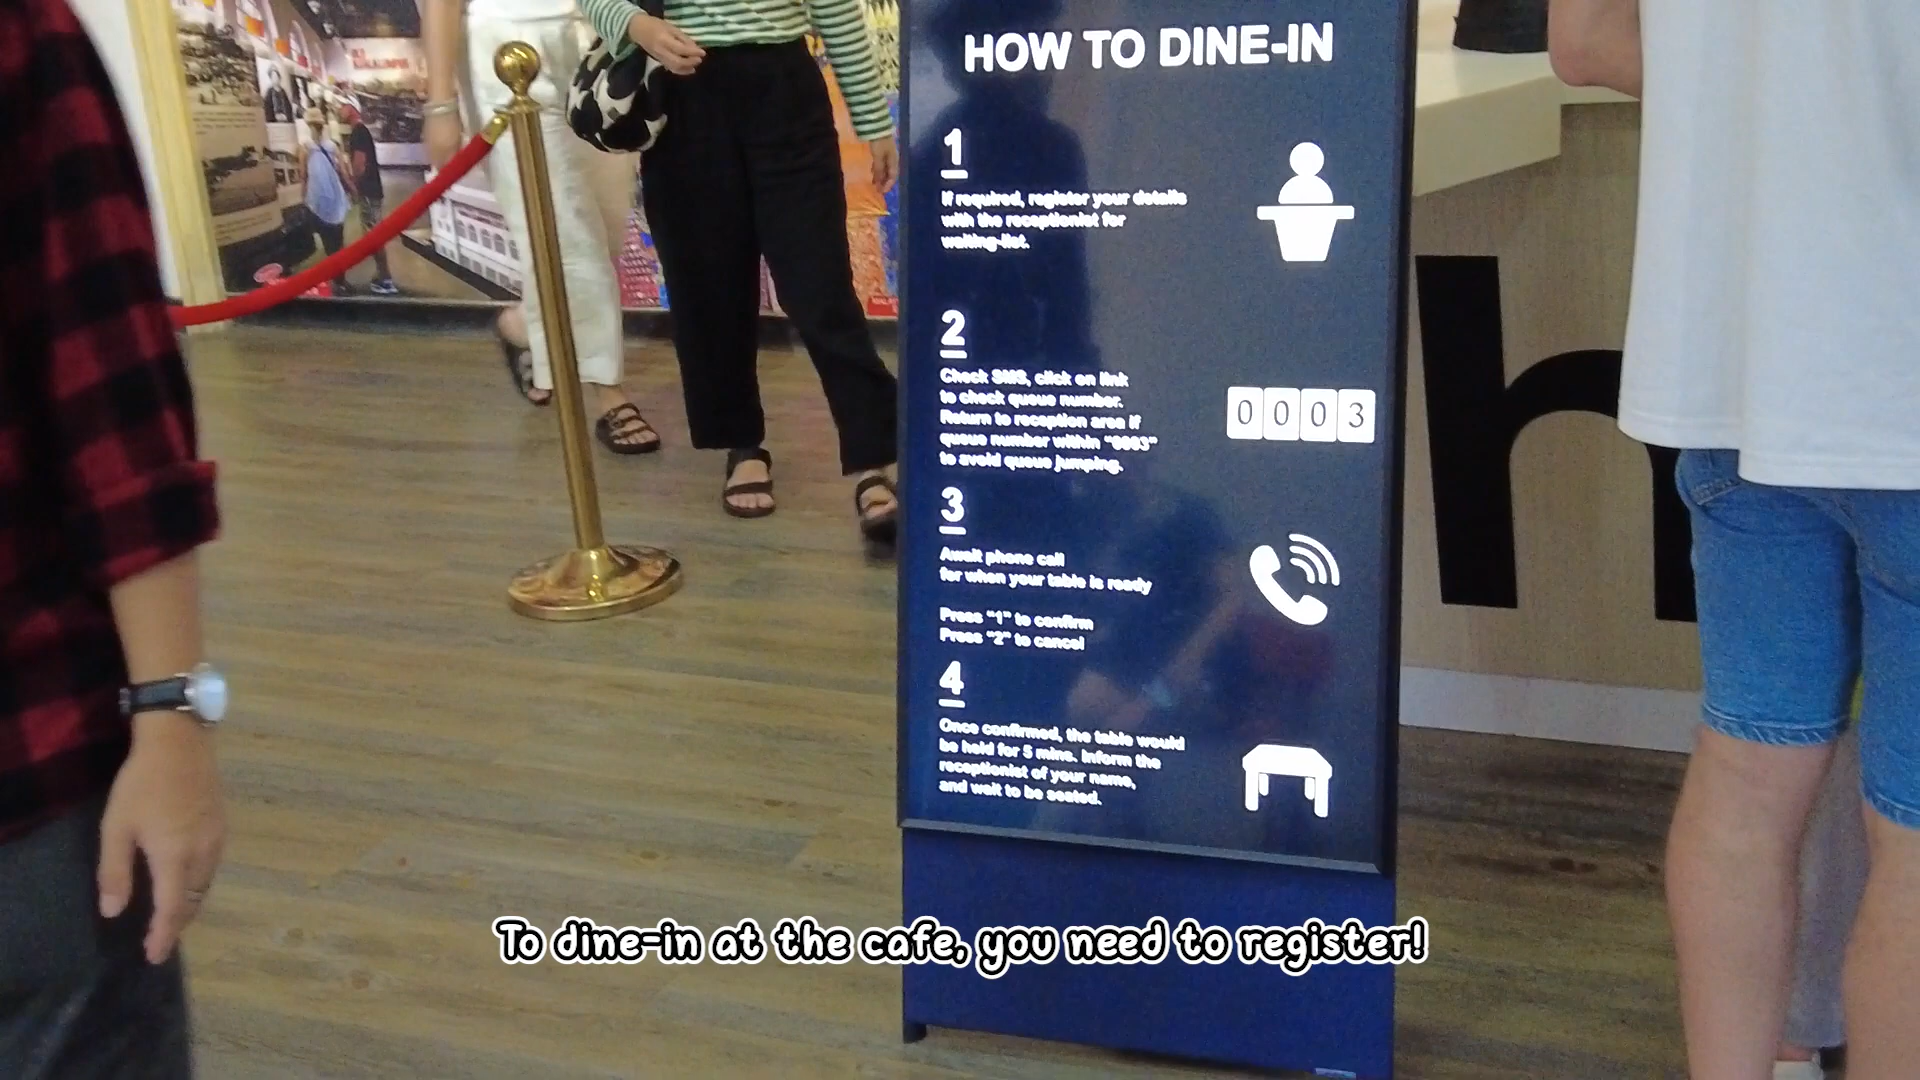 HOW TO DINE-IN
1
If required, register your details
with the receptionist for
waiting-list.
2
Check SMS, click on link
to check queue number.
Return to reception area if
queue number within "0003"
to avoid queue jumping.
0003
3
Await phone call
for when your table is ready
Press "1" to confirm
Press "2" to cancel
4
Once confirmed, the table would
be held for 5 mins. Inform the
receptionist of your name,
and wait to be seated.
h
To dine-in at the cafe, you need to register!